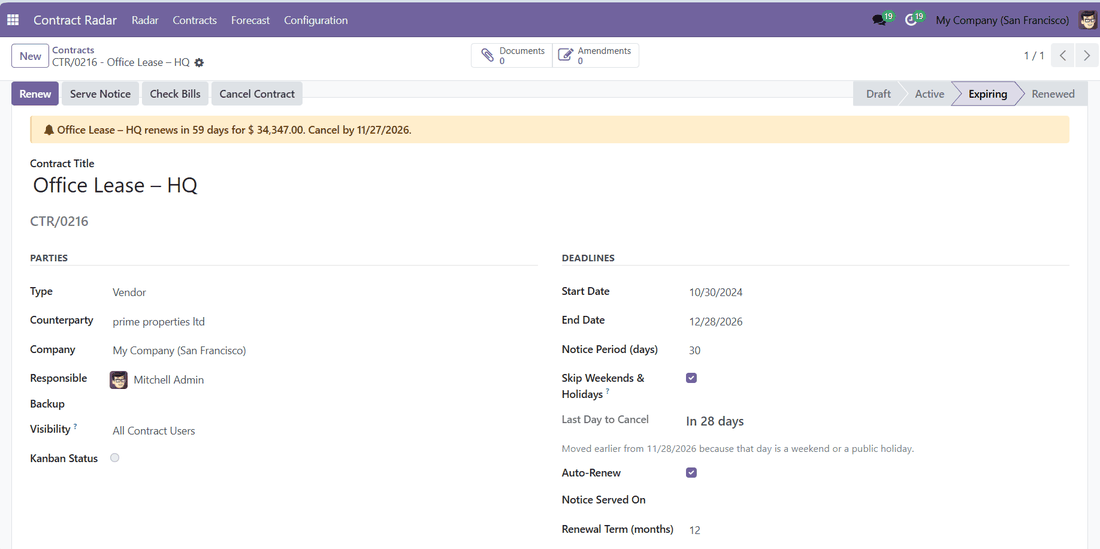 Contract Radar Radar Contracts Forecast Configuration 19 19 My Company (San Francisco)
New Contracts
CTR/0216 - Office Lease – HQ
Documents
0
Amendments
0
1 / 1
Renew Serve Notice Check Bills Cancel Contract Draft Active Expiring Renewed
Office Lease – HQ renews in 59 days for $ 34,347.00. Cancel by 11/27/2026.
Contract Title
Office Lease – HQ
CTR/0216
PARTIES
Type Vendor
Counterparty prime properties ltd
Company My Company (San Francisco)
Responsible Mitchell Admin
Backup
Visibility ? All Contract Users
Kanban Status
DEADLINES
Start Date 10/30/2024
End Date 12/28/2026
Notice Period (days) 30
Skip Weekends &
Holidays ?
Last Day to Cancel In 28 days
Moved earlier from 11/28/2026 because that day is a weekend or a public holiday.
Auto-Renew
Notice Served On
Renewal Term (months) 12